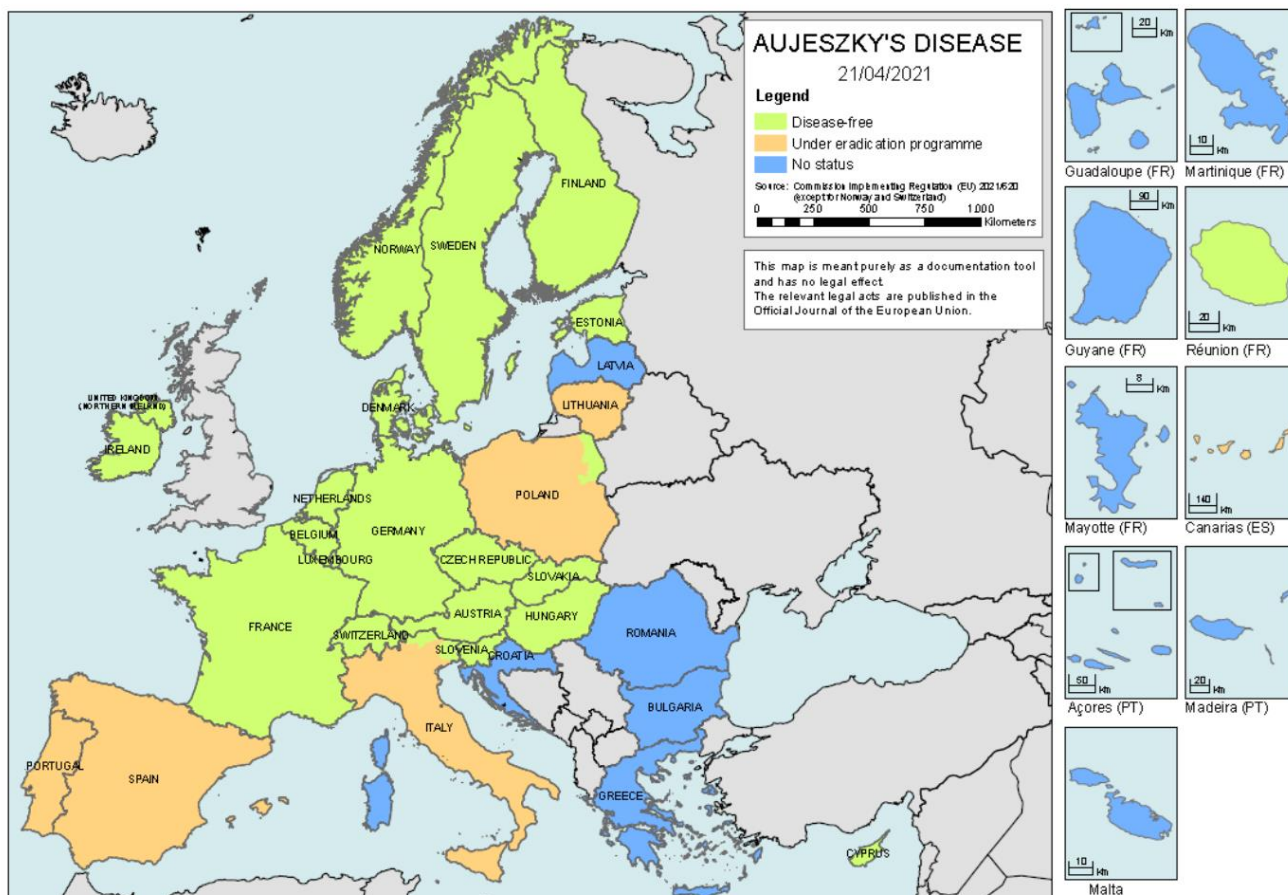 AUJESZKY'S DISEASE
21/04/2021
Legend
Disease-free
Under eradication programme
No status
Source: Commission Implementing Regulation (EU) 2021/620
(except for Norway and Switzerland)
0 250 500 750 1.000
Kilometers
This map is meant purely as a documentation tool
and has no legal effect.
The relevant legal acts are published in the
Official Journal of the European Union.
FINLAND
NORWAY
SWEDEN
ESTONIA
LATVIA
LITHUANIA
UNITED KINGDOM
(NORTHERN IRELAND)
IRELAND
DENMARK
NETHERLANDS
POLAND
BELGIUM
GERMANY
LUXEMBOURG
CZECH REPUBLIC
SLOVAKIA
AUSTRIA
HUNGARY
FRANCE
SWITZERLAND
SLOVENIA
CROATIA
ROMANIA
BULGARIA
ITALY
PORTUGAL
SPAIN
GREECE
CYPRUS
20
Km
Guadaloupe (FR)
10
Km
Martinique (FR)
90
Km
Guyane (FR)
20
Km
Réunion (FR)
8
Km
Mayotte (FR)
140
Km
Canarias (ES)
50
Km
Açores (PT)
20
Km
Madeira (PT)
10
Km
Malta